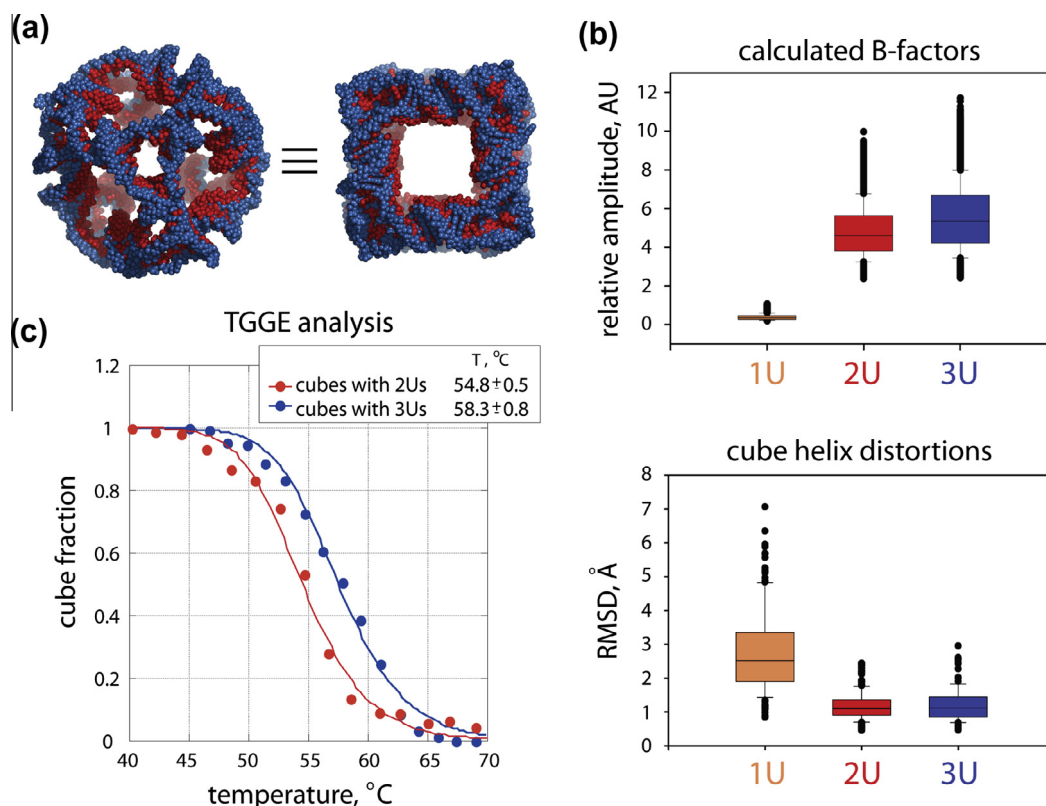 (a)
≡
(b)
calculated B-factors
relative amplitude, AU
12
10
8
6
4
2
0
1U 2U 3U
(c)
TGGE analysis
T, °C
cubes with 2Us 54.8±0.5
cubes with 3Us 58.3±0.8
cube fraction
1.2
1
0.8
0.6
0.4
0.2
0
40 45 50 55 60 65 70
temperature, °C
cube helix distortions
RMSD, Å
8
7
6
5
4
3
2
1
0
1U 2U 3U